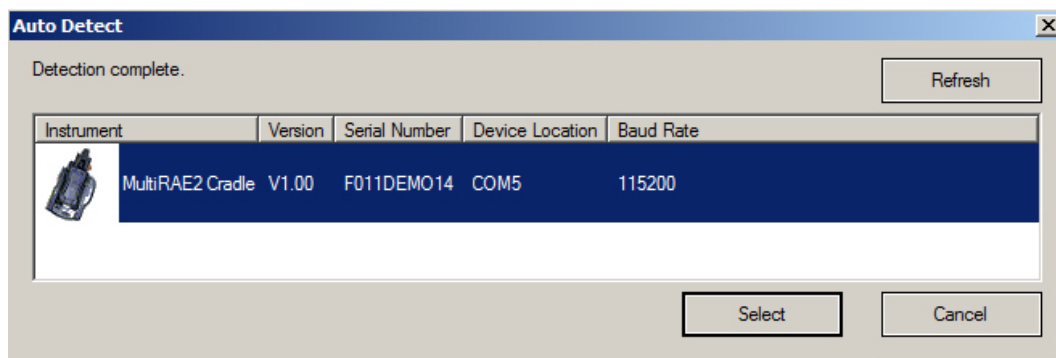 Auto Detect
Detection complete.
Refresh
Instrument Version Serial Number Device Location Baud Rate
MultiRAE2 Cradle V1.00 F011DEMO14 COM5 115200
Select Cancel